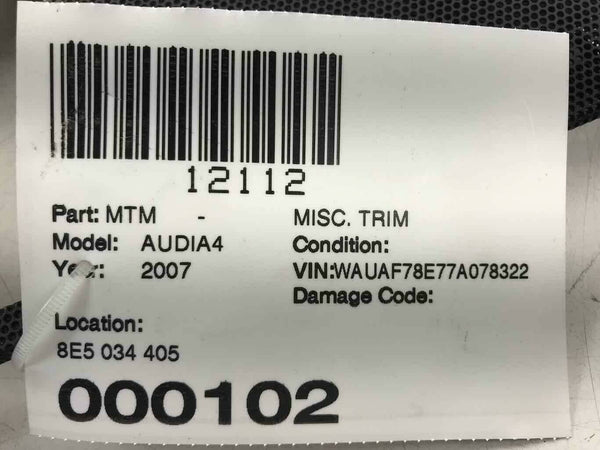 12112
Part: MTM - MISC. TRIM
Model: AUDIA4 Condition:
Year: 2007 VIN:WAUAF78E77A078322
Damage Code:
Location:
8E5 034 405
000102